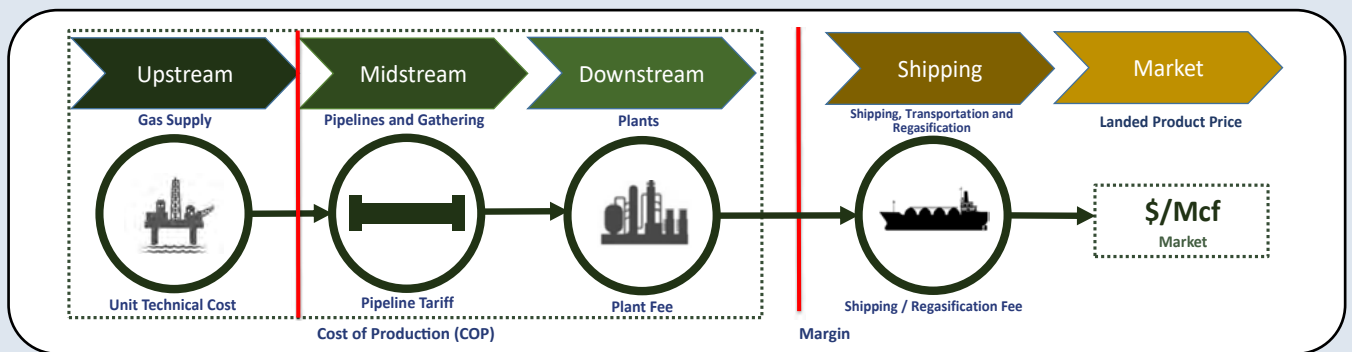 Upstream
Midstream
Downstream
Shipping
Market
Gas Supply
Pipelines and Gathering
Plants
Shipping, Transportation and
Regasification
Landed Product Price
$/Mcf
Market
Unit Technical Cost
Pipeline Tariff
Plant Fee
Shipping / Regasification Fee
Cost of Production (COP)
Margin